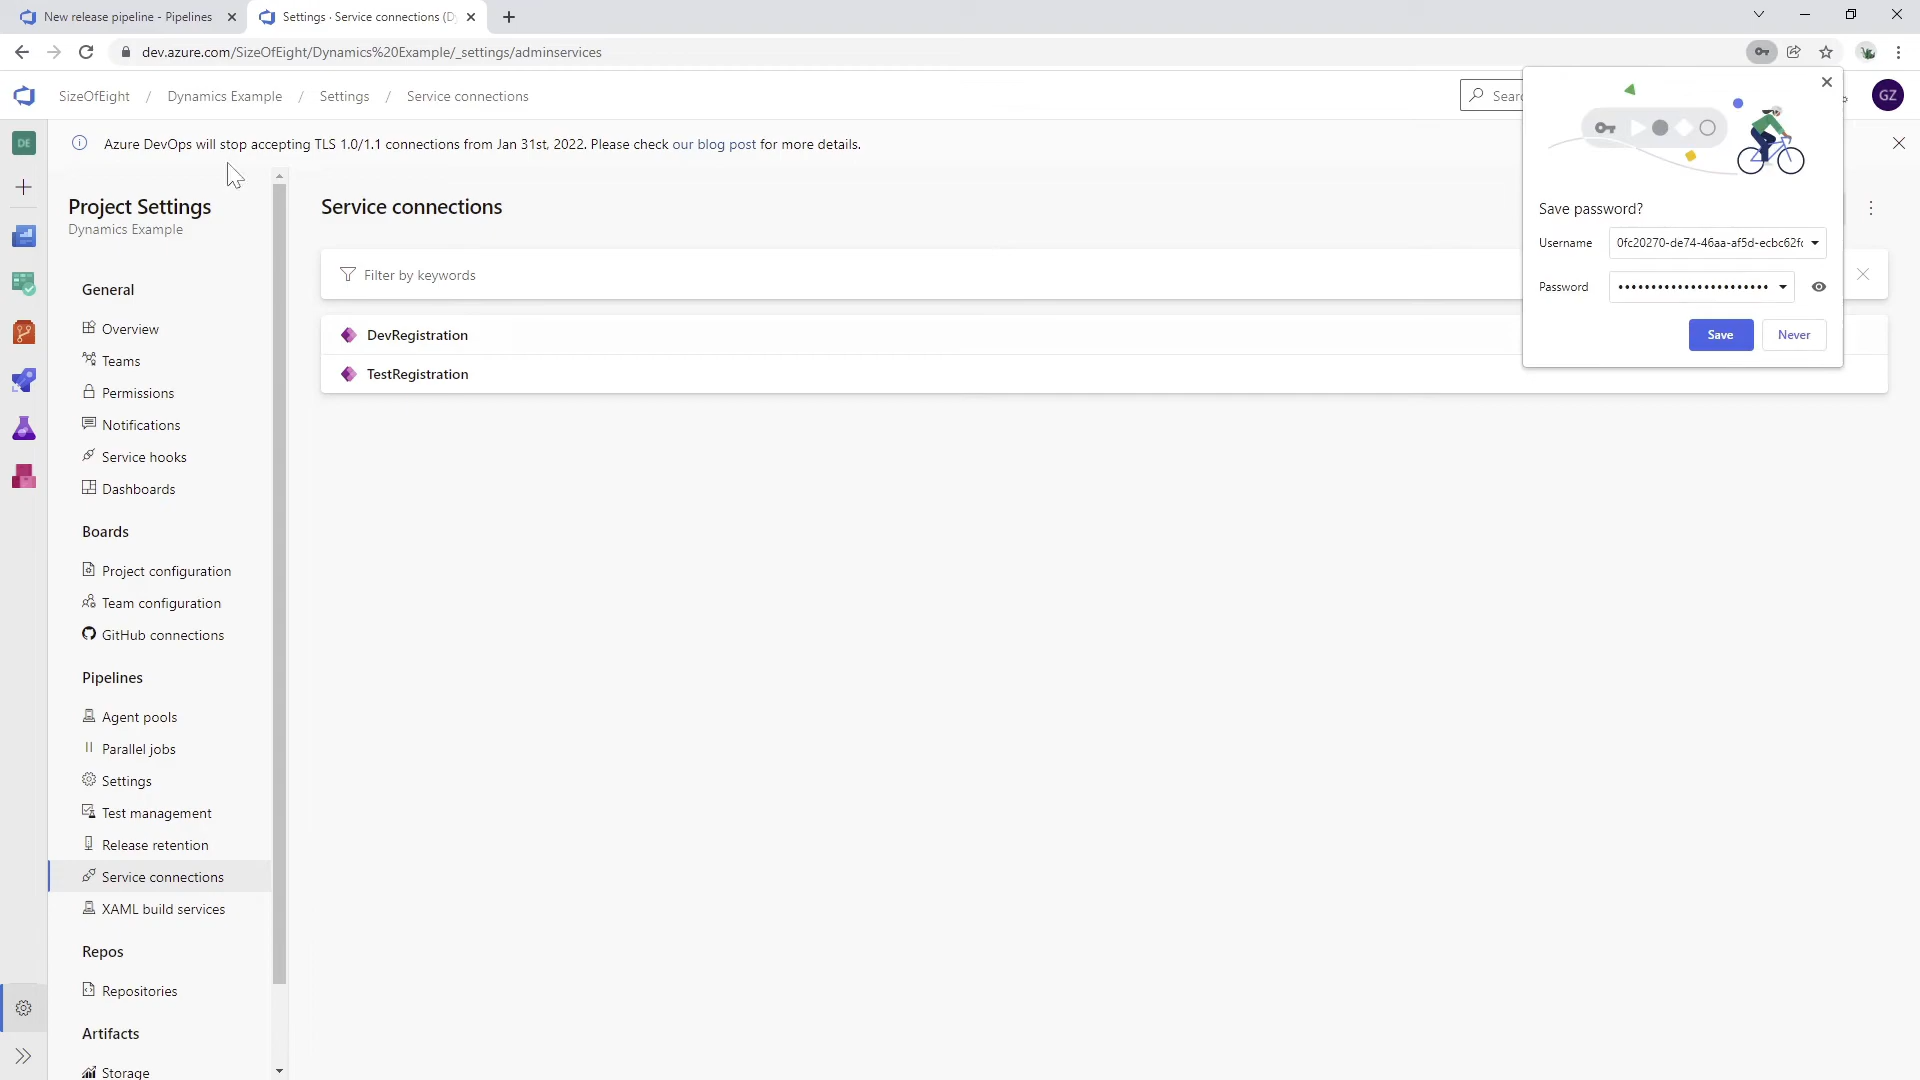 New release pipeline - Pipelines
Settings · Service connections (D
dev.azure.com/SizeOfEight/Dynamics%20Example/_settings/adminservices
SizeOfEight / Dynamics Example / Settings / Service connections
Sear
GZ
DE
Azure DevOps will stop accepting TLS 1.0/1.1 connections from Jan 31st, 2022. Please check our blog post for more details.
Project Settings
Dynamics Example
General
Overview
Teams
Permissions
Notifications
Service hooks
Dashboards
Boards
Project configuration
Team configuration
GitHub connections
Pipelines
Agent pools
Parallel jobs
Settings
Test management
Release retention
Service connections
XAML build services
Repos
Repositories
Artifacts
Storage
Service connections
Filter by keywords
DevRegistration
TestRegistration
Save password?
Username 0fc20270-de74-46aa-af5d-ecbc62f
Password ••••••••••••••••••••••
Save Never